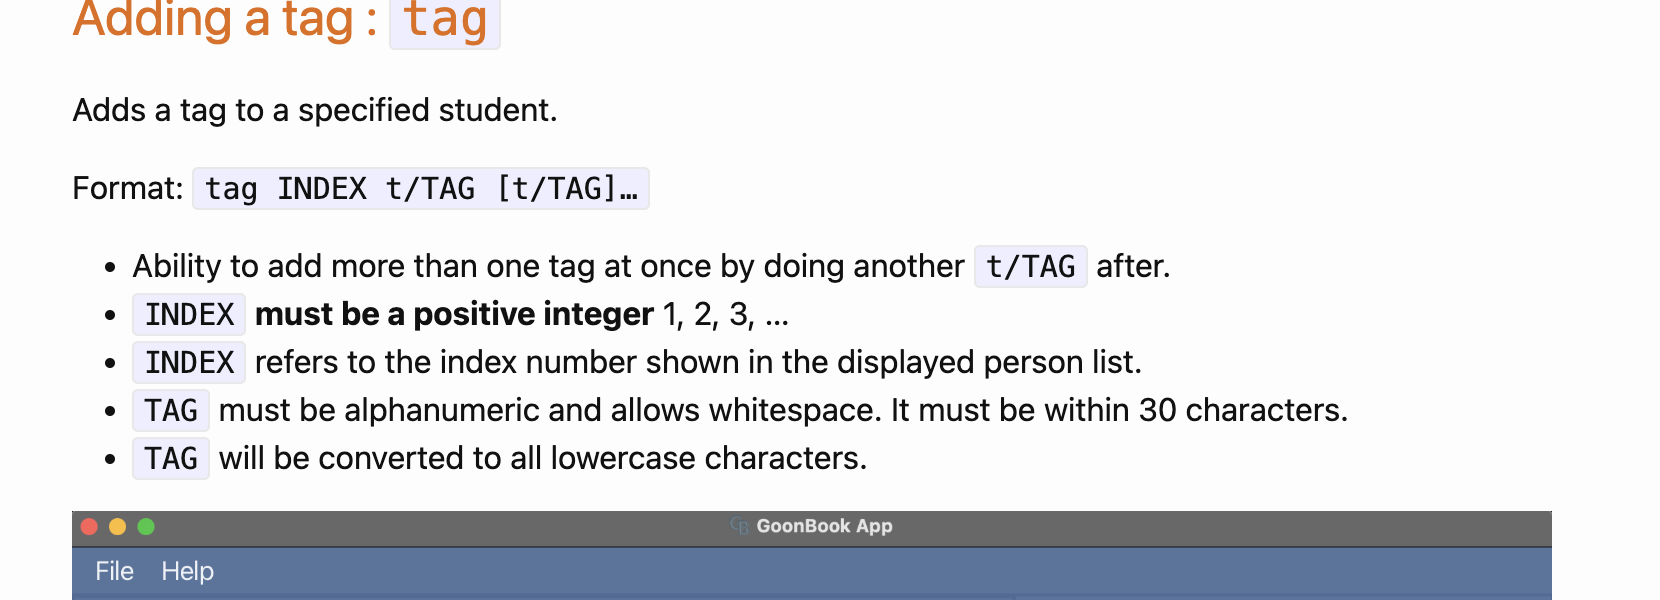 Adding a tag : tag
Adds a tag to a specified student.
Format: tag INDEX t/TAG [t/TAG]…
• Ability to add more than one tag at once by doing another t/TAG after.
• INDEX must be a positive integer 1, 2, 3, …
• INDEX refers to the index number shown in the displayed person list.
• TAG must be alphanumeric and allows whitespace. It must be within 30 characters.
• TAG will be converted to all lowercase characters.
GB GoonBook App
File Help